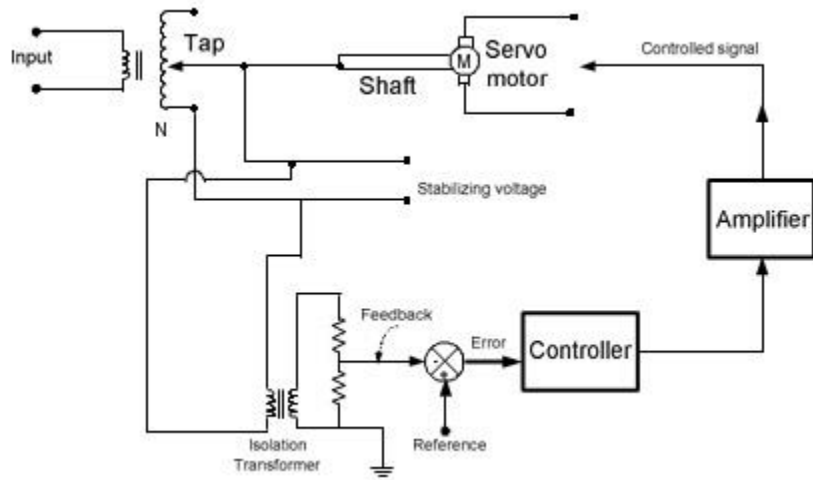 Input
Tap
N
Shaft
M
Servo
motor
Controlled signal
Stabilizing voltage
Amplifier
Feedback
Error
Controller
-
+
Reference
Isolation
Transformer